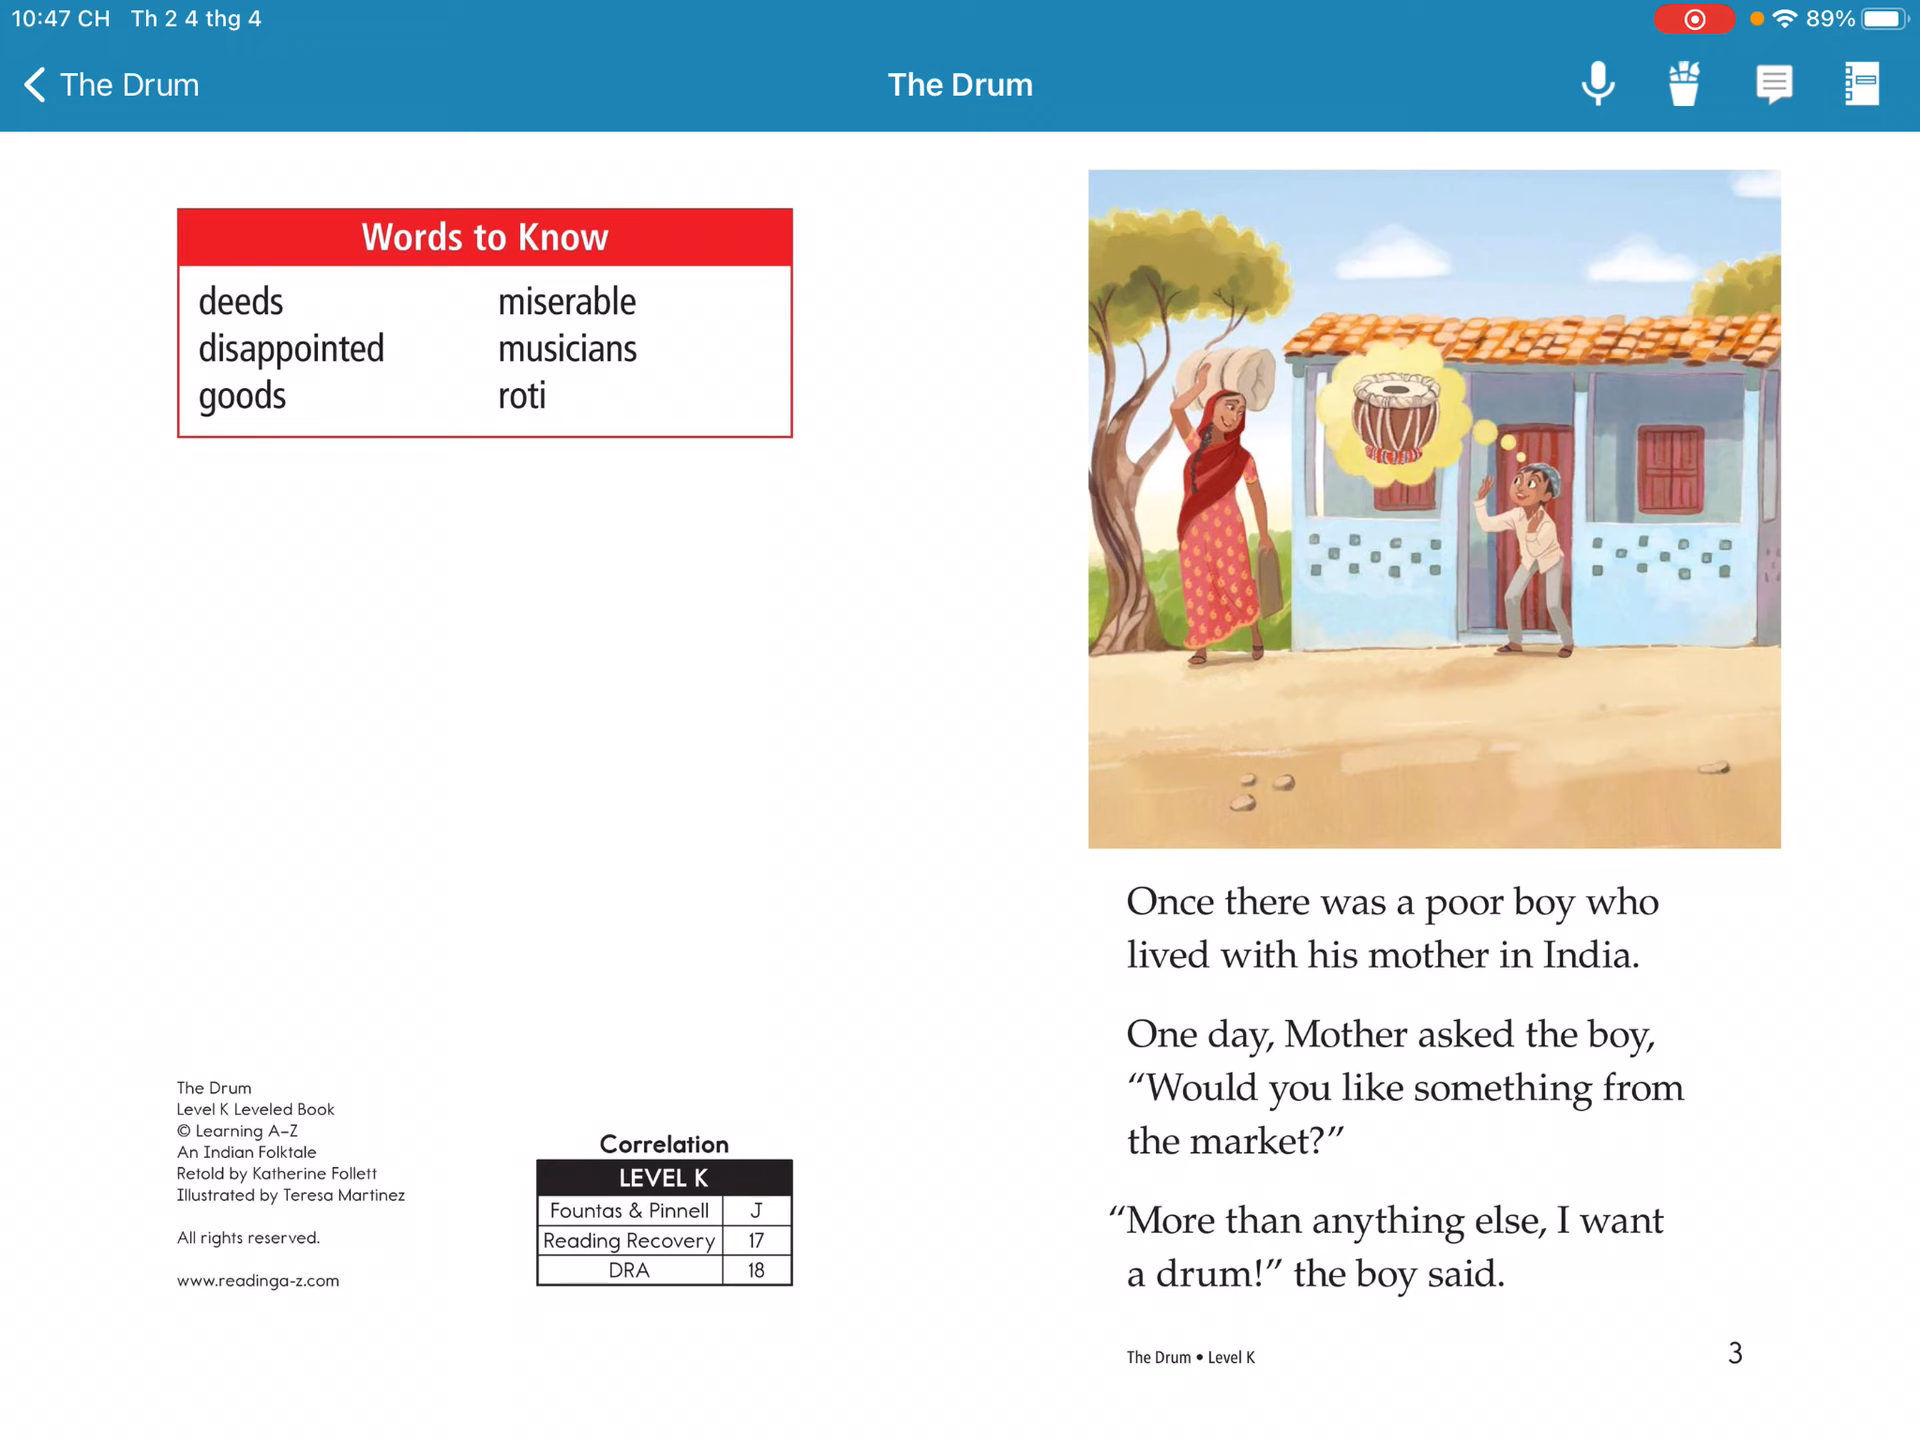 10:47 CH Th 2 4 thg 4
89%
The Drum
The Drum
Words to Know
deeds miserable
disappointed musicians
goods roti
The Drum
Level K Leveled Book
© Learning A–Z
An Indian Folktale
Retold by Katherine Follett
Illustrated by Teresa Martinez
All rights reserved.
www.readinga-z.com
Correlation
LEVEL K
Fountas & Pinnell J
Reading Recovery 17
DRA 18
Once there was a poor boy who
lived with his mother in India.
One day, Mother asked the boy,
“Would you like something from
the market?”
“More than anything else, I want
a drum!” the boy said.
The Drum • Level K
3